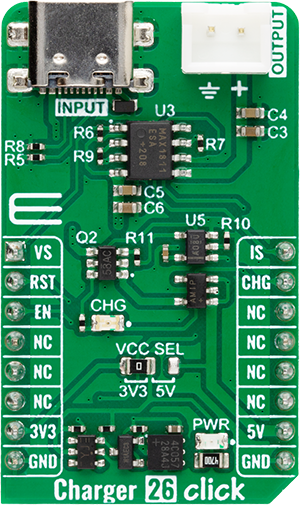 OUTPUT
INPUT
+
U3
C4
C3
R6
R7
R8
R5
R9
C5
C6
Q2
R11
U5
R10
VS
IS
RST
CHG
EN
NC
CHG
NC
NC
VCC SEL
NC
NC
0
3V3
5V
NC
NC
3V3
PWR
5V
GND
GND
Charger 26 click